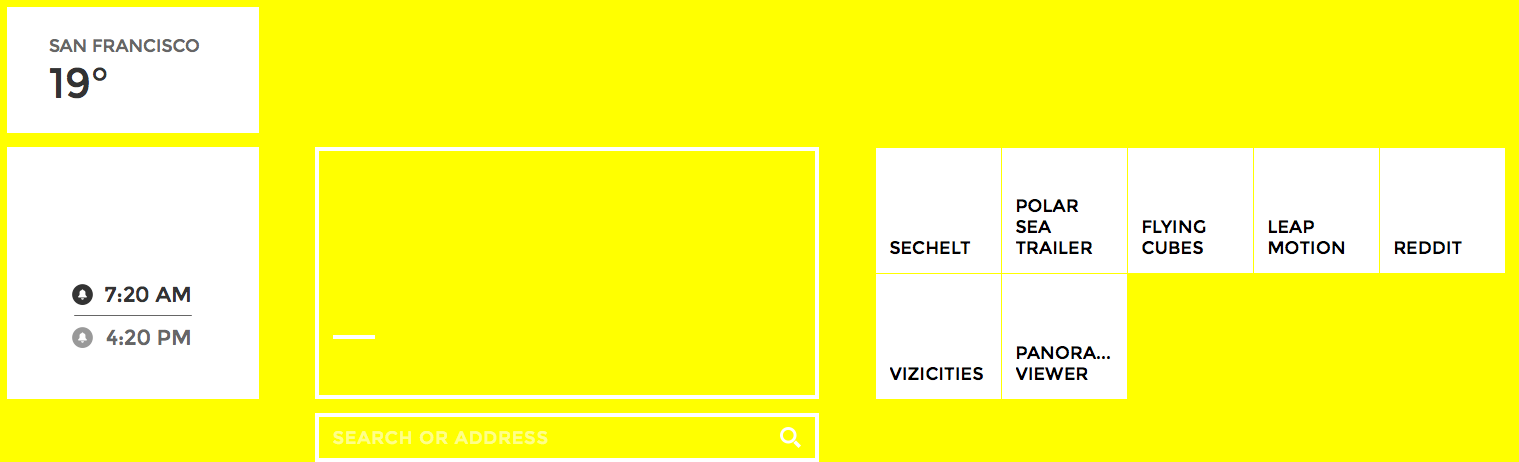 SAN FRANCISCO
19°
7:20 AM
4:20 PM
SEARCH OR ADDRESS
SECHELT
POLAR
SEA
TRAILER
FLYING
CUBES
LEAP
MOTION
REDDIT
VIZICITIES
PANORA...
VIEWER